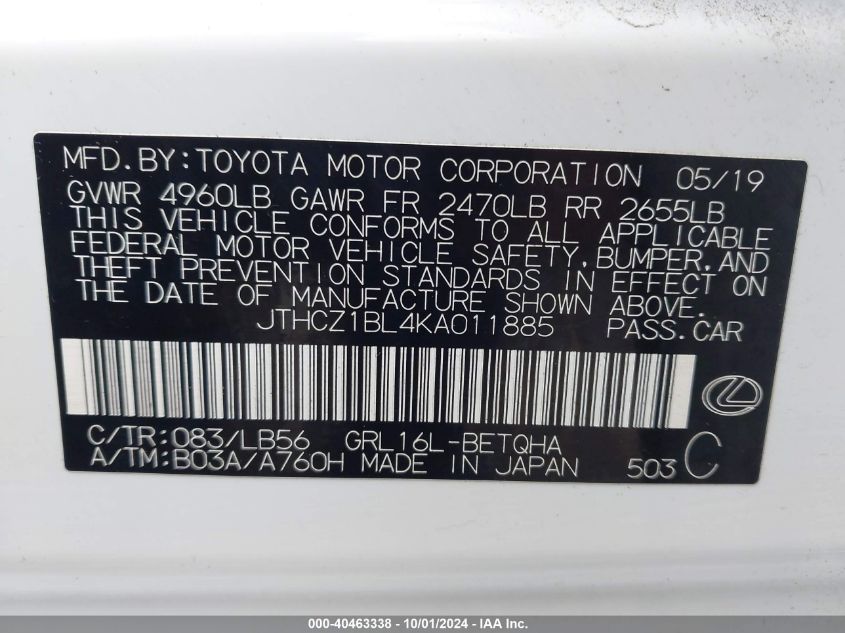 MFD.BY:TOYOTA MOTOR CORPORATION 05/19
GVWR 4960LB GAWR FR 2470LB RR 2655LB
THIS VEHICLE CONFORMS TO ALL APPLICABLE
FEDERAL MOTOR VEHICLE SAFETY,BUMPER,AND
THEFT PREVENTION STANDARDS IN EFFECT ON
THE DATE OF MANUFACTURE SHOWN ABOVE.
JTHCZ1BL4KA011885 PASS.CAR
C/TR:083/LB56 GRL16L-BETQHA
A/TM:B03A/A760H MADE IN JAPAN 503 C
000-40463338 - 10/01/2024 - IAA Inc.